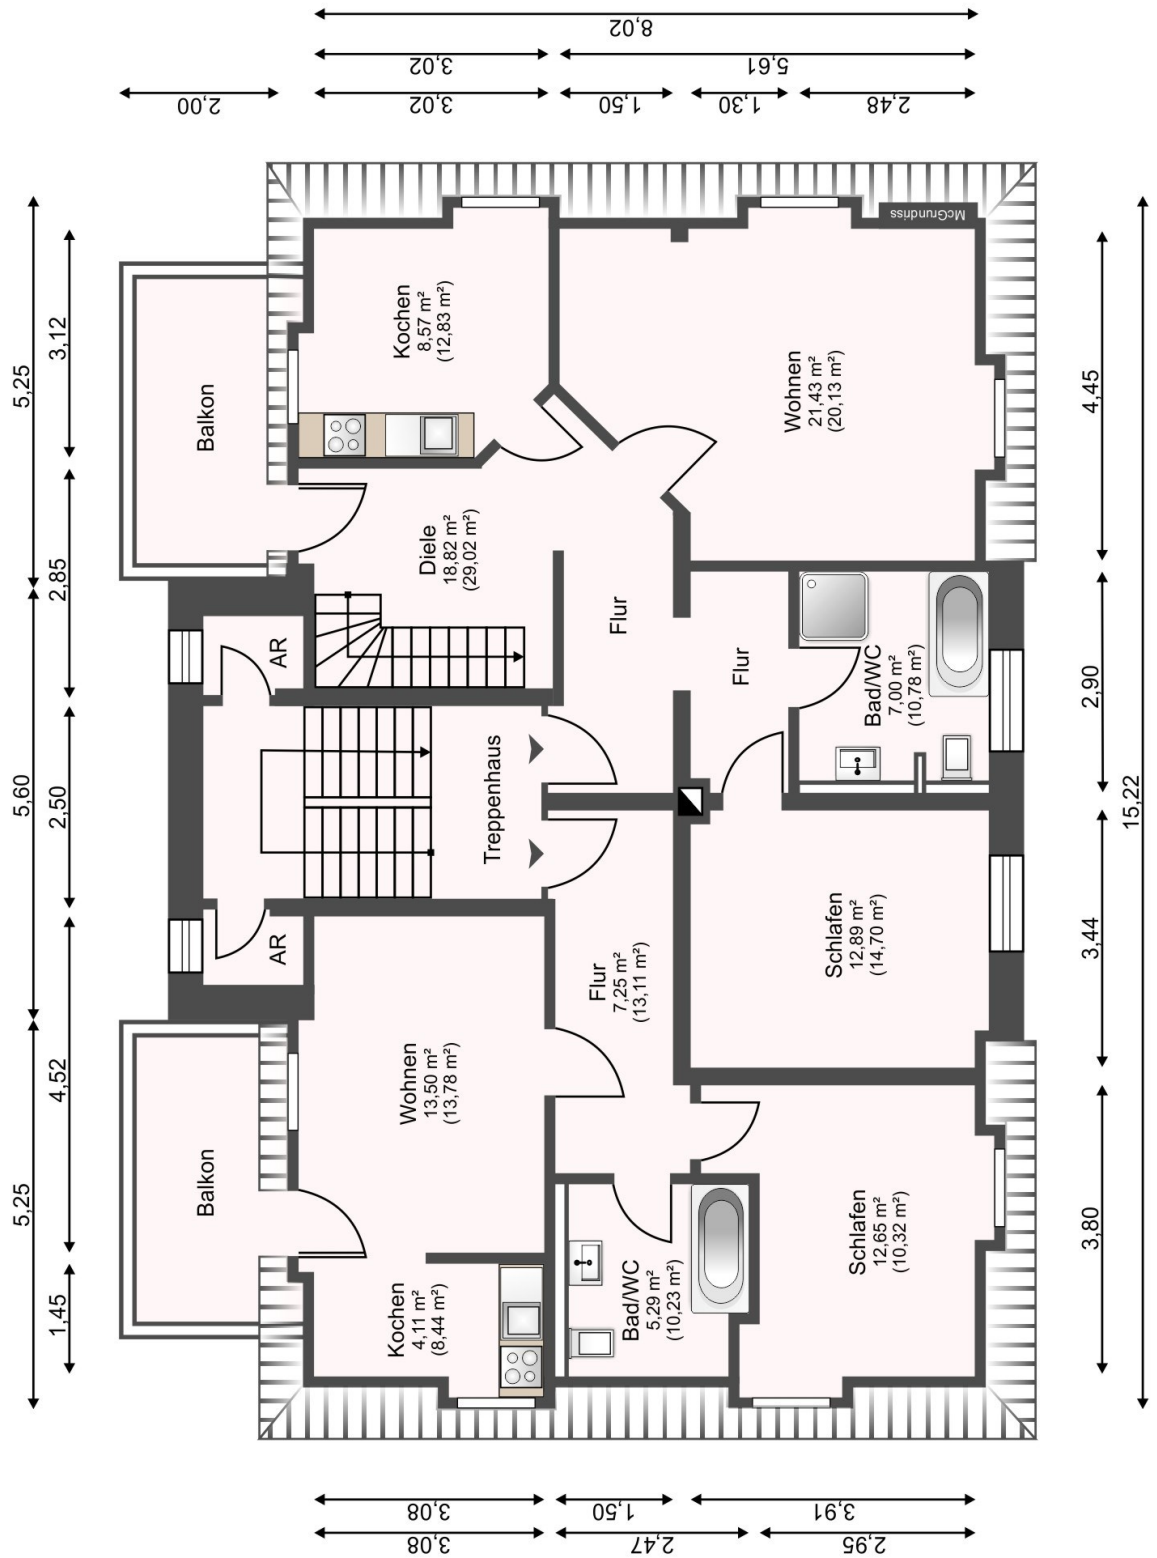 8,02
3,02
5,61
2,00
3,02
1,50
1,30
2,48
McGrundriss
5,25
3,12
2,85
5,60
2,50
4,52
5,25
1,45
Balkon
Kochen
8,57 m²
(12,83 m²)
Wohnen
21,43 m²
(20,13 m²)
Diele
18,82 m²
(29,02 m²)
Flur
Flur
AR
Bad/WC
7,00 m²
(10,78 m²)
Treppenhaus
AR
Schlafen
12,89 m²
(14,70 m²)
Flur
7,25 m²
(13,11 m²)
Wohnen
13,50 m²
(13,78 m²)
Balkon
Kochen
4,11 m²
(8,44 m²)
Bad/WC
5,29 m²
(10,23 m²)
Schlafen
12,65 m²
(10,32 m²)
4,45
2,90
15,22
3,44
3,80
3,08
1,50
3,91
3,08
2,47
2,95